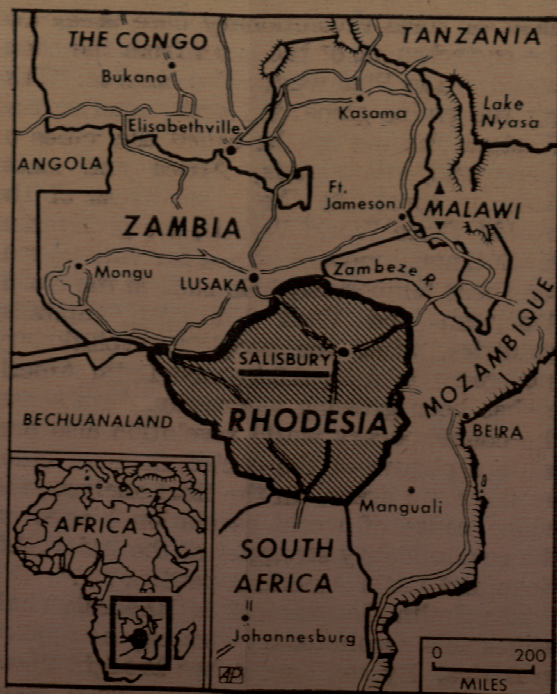 THE CONGO
TANZANIA
Bukana
Kasama
Lake
Nyasa
Elisabethville
ANGOLA
Ft.
Jameson
MALAWI
ZAMBIA
Mongu
LUSAKA
Zambeze R.
SALISBURY
MOZAMBIQUE
RHODESIA
BECHUANALAND
BEIRA
Manguali
AFRICA
SOUTH
AFRICA
Johannesburg
AP
0 200
MILES